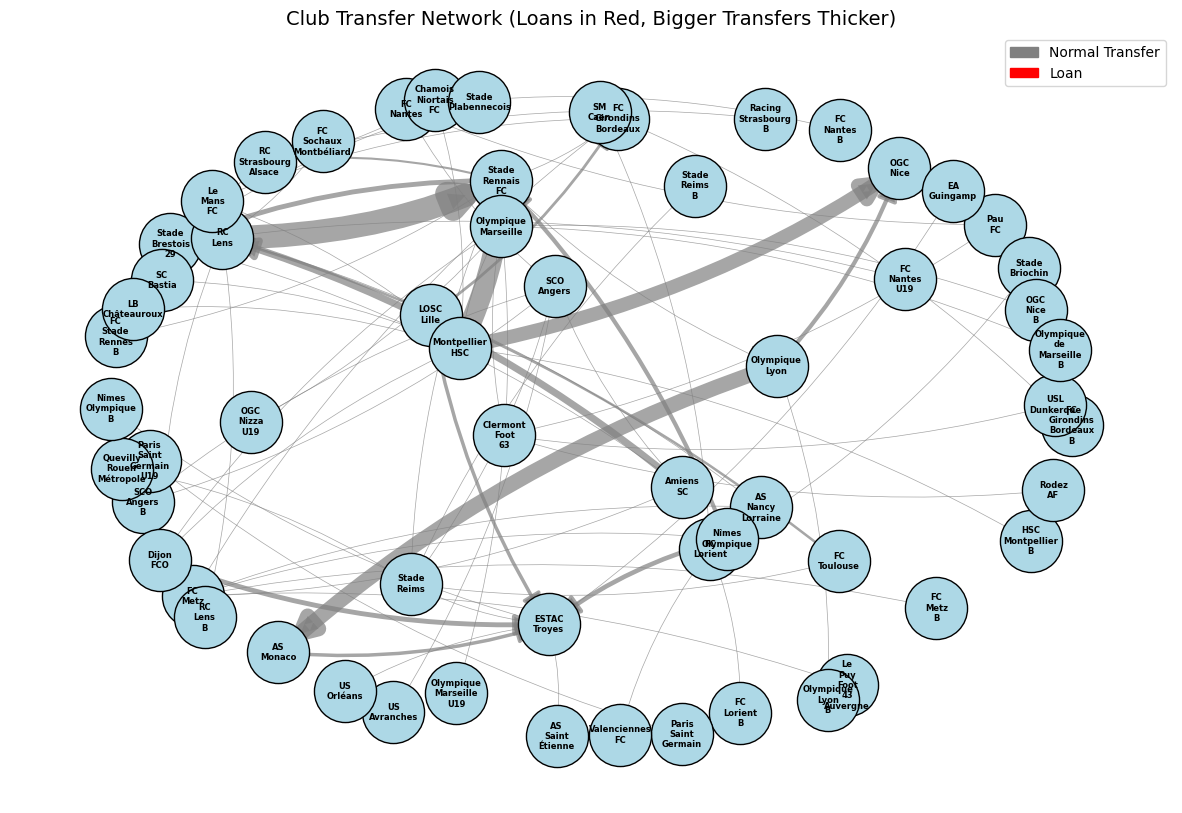 Club Transfer Network (Loans in Red, Bigger Transfers Thicker)
Normal Transfer
Loan
FC
Nantes
Chamois
Niortais
FC
Stade
Plabennecois
SM
Caen
FC
Girondins
Bordeaux
Racing
Strasbourg
B
FC
Nantes
B
FC
Sochaux
Montbéliard
RC
Strasbourg
Alsace
Stade
Rennais
FC
Stade
Reims
B
OGC
Nice
EA
Guingamp
Le
Mans
FC
RC
Lens
Olympique
Marseille
Pau
FC
Stade
Brestois
29
SC
Bastia
SCO
Angers
FC
Nantes
U19
Stade
Briochin
LB
Châteauroux
FC
Stade
Rennes
B
LOSC
Lille
Montpellier
HSC
OGC
Nice
B
Olympique
de
Marseille
B
Olympique
Lyon
Nimes
Olympique
B
OGC
Nizza
U19
Clermont
Foot
63
USL
Dunkerque
FC
Girondins
Bordeaux
B
Paris
Saint
Germain
U19
Quevilly
Rouen
Métropole
SCO
Angers
B
Amiens
SC
AS
Nancy
Lorraine
Rodez
AF
HSC
Montpellier
B
Dijon
FCO
Nimes
Olympique
Lorient
FC
Toulouse
FC
Metz
RC
Lens
B
Stade
Reims
ESTAC
Troyes
FC
Metz
B
AS
Monaco
US
Orléans
US
Avranches
Olympique
Marseille
U19
Le
Puy
Foot
43
Auvergne
Olympique
Lyon
B
AS
Saint
Étienne
Valenciennes
FC
Paris
Saint
Germain
FC
Lorient
B